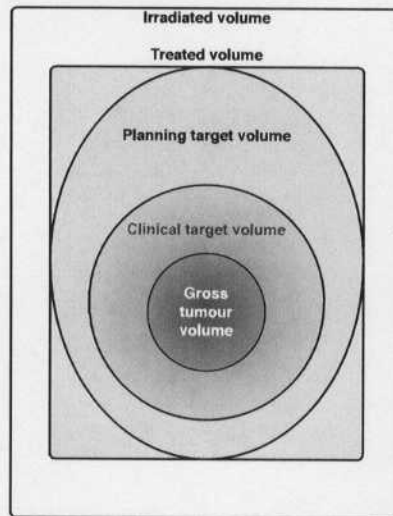 Irradiated volume
Treated volume
Planning target volume
Clinical target volume
Gross
tumour
volume